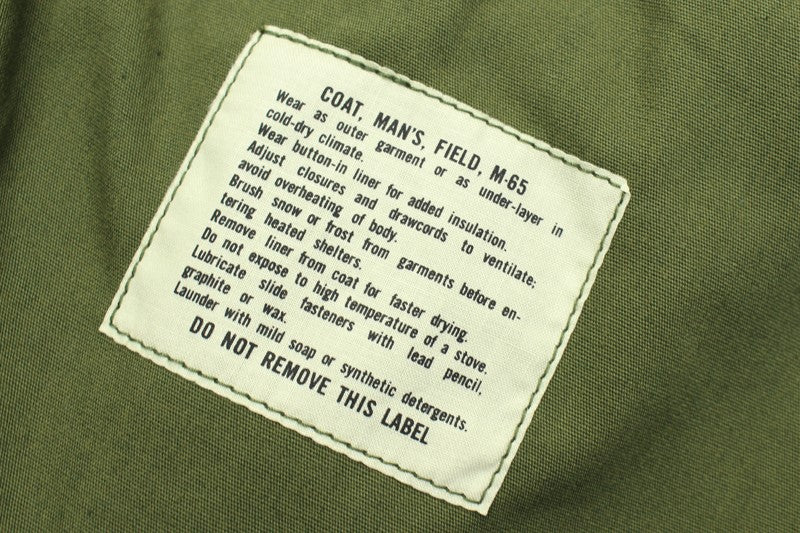 COAT, MAN'S, FIELD, M-65
Wear as outer garment or as under-layer in
cold-dry climate.
Wear button-in liner for added insulation.
Adjust closures and drawcords to ventilate;
avoid overheating of body.
Brush snow or frost from garments before en-
tering heated shelters.
Remove liner from coat for faster drying.
Do not expose to high temperature of a stove.
Lubricate slide fasteners with lead pencil,
graphite or wax.
Launder with mild soap or synthetic detergents.
DO NOT REMOVE THIS LABEL